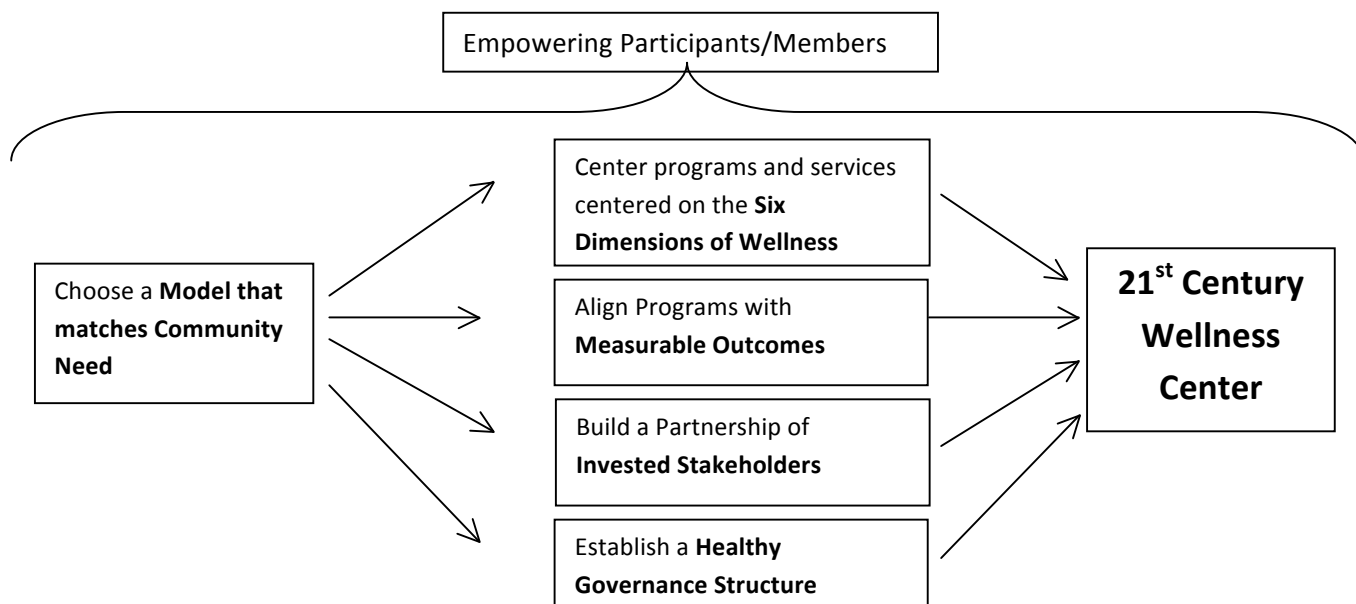 Empowering Participants/Members
Center programs and services
centered on the Six
Dimensions of Wellness
Choose a Model that
matches Community
Need
Align Programs with
Measurable Outcomes
Build a Partnership of
Invested Stakeholders
Establish a Healthy
Governance Structure
21st Century
Wellness
Center